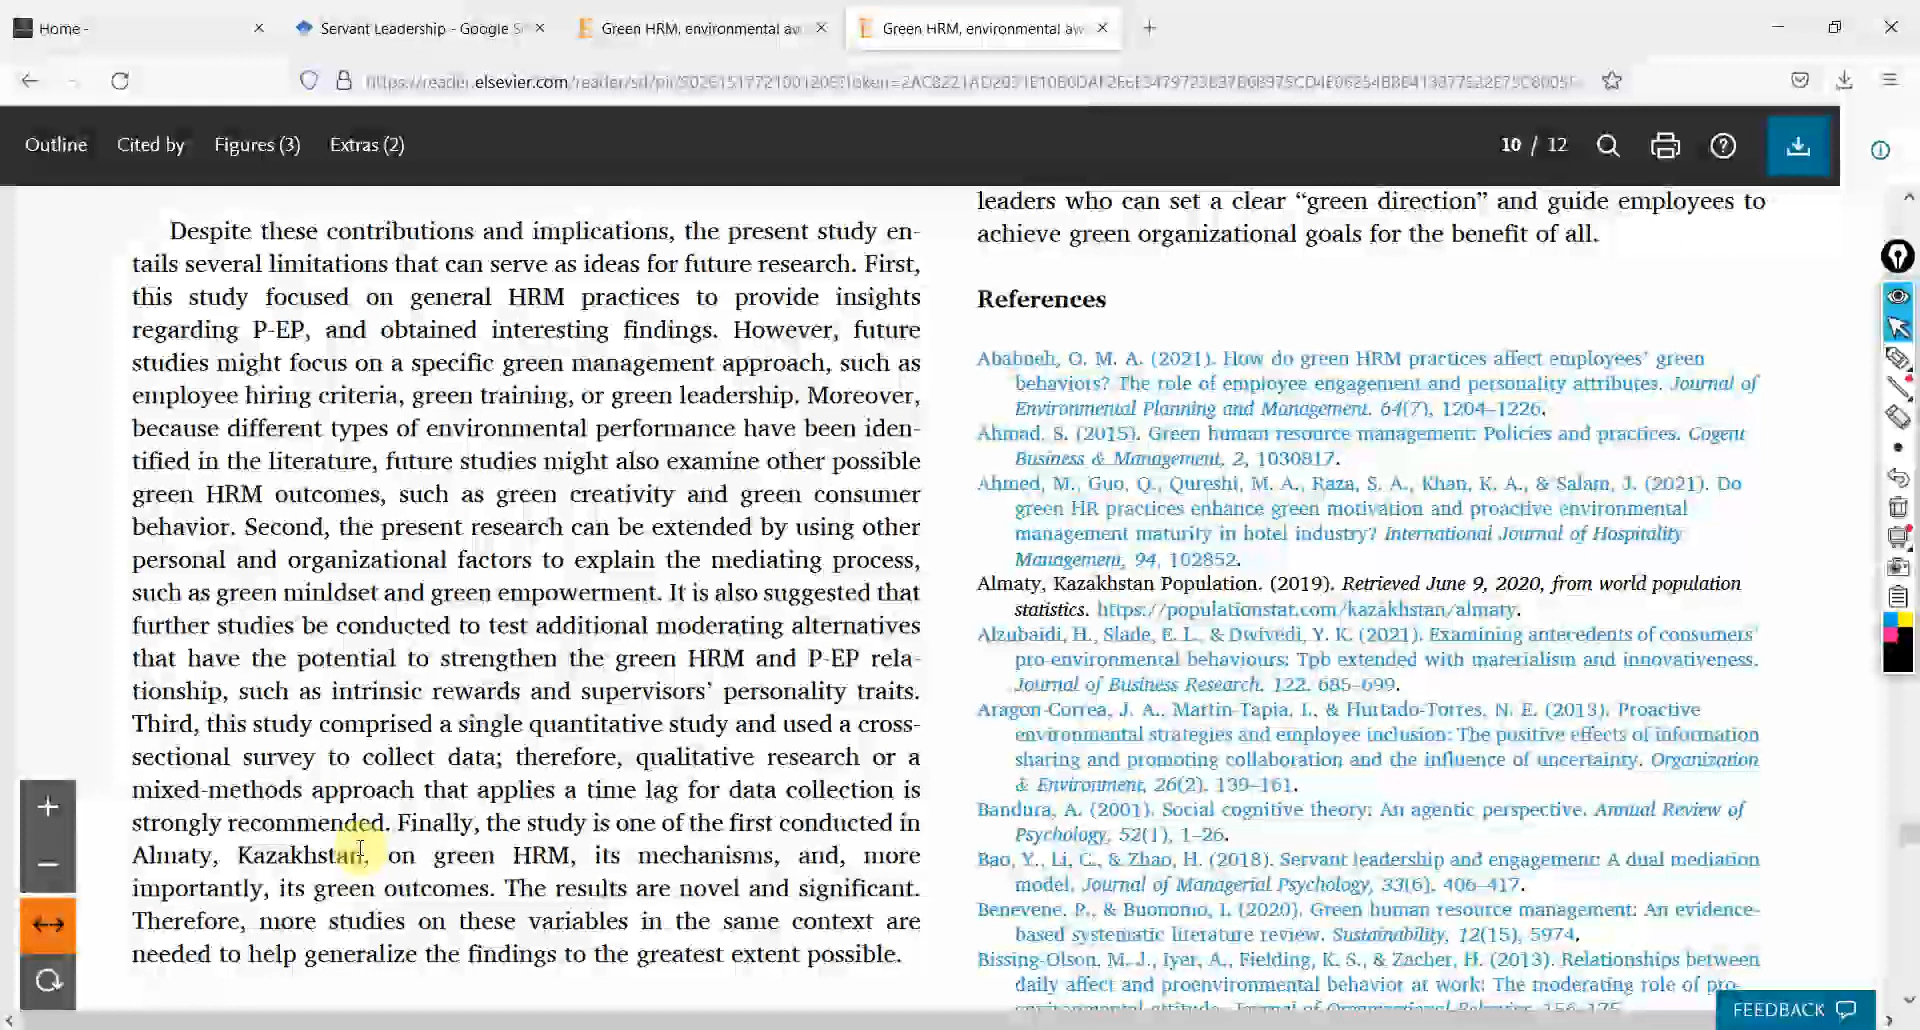 Home -
Servant Leadership - Google S
Green HRM, environmental aw
Green HRM, environmental aw
Outline
Cited by
Figures (3)
Extras (2)
10 / 12
Despite these contributions and implications, the present study en-
tails several limitations that can serve as ideas for future research. First,
this study focused on general HRM practices to provide insights
regarding P-EP, and obtained interesting findings. However, future
studies might focus on a specific green management approach, such as
employee hiring criteria, green training, or green leadership. Moreover,
because different types of environmental performance have been iden-
tified in the literature, future studies might also examine other possible
green HRM outcomes, such as green creativity and green consumer
behavior. Second, the present research can be extended by using other
personal and organizational factors to explain the mediating process,
such as green minldset and green empowerment. It is also suggested that
further studies be conducted to test additional moderating alternatives
that have the potential to strengthen the green HRM and P-EP rela-
tionship, such as intrinsic rewards and supervisors' personality traits.
Third, this study comprised a single quantitative study and used a cross-
sectional survey to collect data; therefore, qualitative research or a
mixed-methods approach that applies a time lag for data collection is
strongly recommended. Finally, the study is one of the first conducted in
Almaty, Kazakhstan, on green HRM, its mechanisms, and, more
importantly, its green outcomes. The results are novel and significant.
Therefore, more studies on these variables in the same context are
needed to help generalize the findings to the greatest extent possible.
leaders who can set a clear “green direction” and guide employees to
achieve green organizational goals for the benefit of all.
References
Ababneh, O. M. A. (2021). How do green HRM practices affect employees' green
behaviors? The role of employee engagement and personality attributes. Journal of
Environmental Planning and Management, 64(7), 1204–1226.
Ahmad, S. (2015). Green human resource management: Policies and practices. Cogent
Business & Management, 2, 1030817.
Ahmed, M., Guo, Q., Qureshi, M. A., Raza, S. A., Khan, K. A., & Salam, J. (2021). Do
green HR practices enhance green motivation and proactive environmental
management maturity in hotel industry? International Journal of Hospitality
Management, 94, 102852.
Almaty, Kazakhstan Population. (2019). Retrieved June 9, 2020, from world population
statistics. https://populationstat.com/kazakhstan/almaty.
Alzubaidi, H., Slade, E. L., & Dwivedi, Y. K. (2021). Examining antecedents of consumers'
pro-environmental behaviours: Tpb extended with materialism and innovativeness.
Journal of Business Research, 122, 685–699.
Aragon-Correa, J. A., Martin-Tapia, I., & Hurtado-Torres, N. E. (2013). Proactive
environmental strategies and employee inclusion: The positive effects of information
sharing and promoting collaboration and the influence of uncertainty. Organization
& Environment, 26(2), 139–161.
Bandura, A. (2001). Social cognitive theory: An agentic perspective. Annual Review of
Psychology, 52(1), 1–26.
Bao, Y., Li, C., & Zhao, H. (2018). Servant leadership and engagement: A dual mediation
model. Journal of Managerial Psychology, 33(6), 406–417.
Benevene, P., & Buonomo, I. (2020). Green human resource management: An evidence-
based systematic literature review. Sustainability, 12(15), 5974.
Bissing-Olson, M. J., Iyer, A., Fielding, K. S., & Zacher, H. (2013). Relationships between
daily affect and proenvironmental behavior at work: The moderating role of pro-
environmental attitude. Journal of Organizational Behavior, 156–175.
FEEDBACK